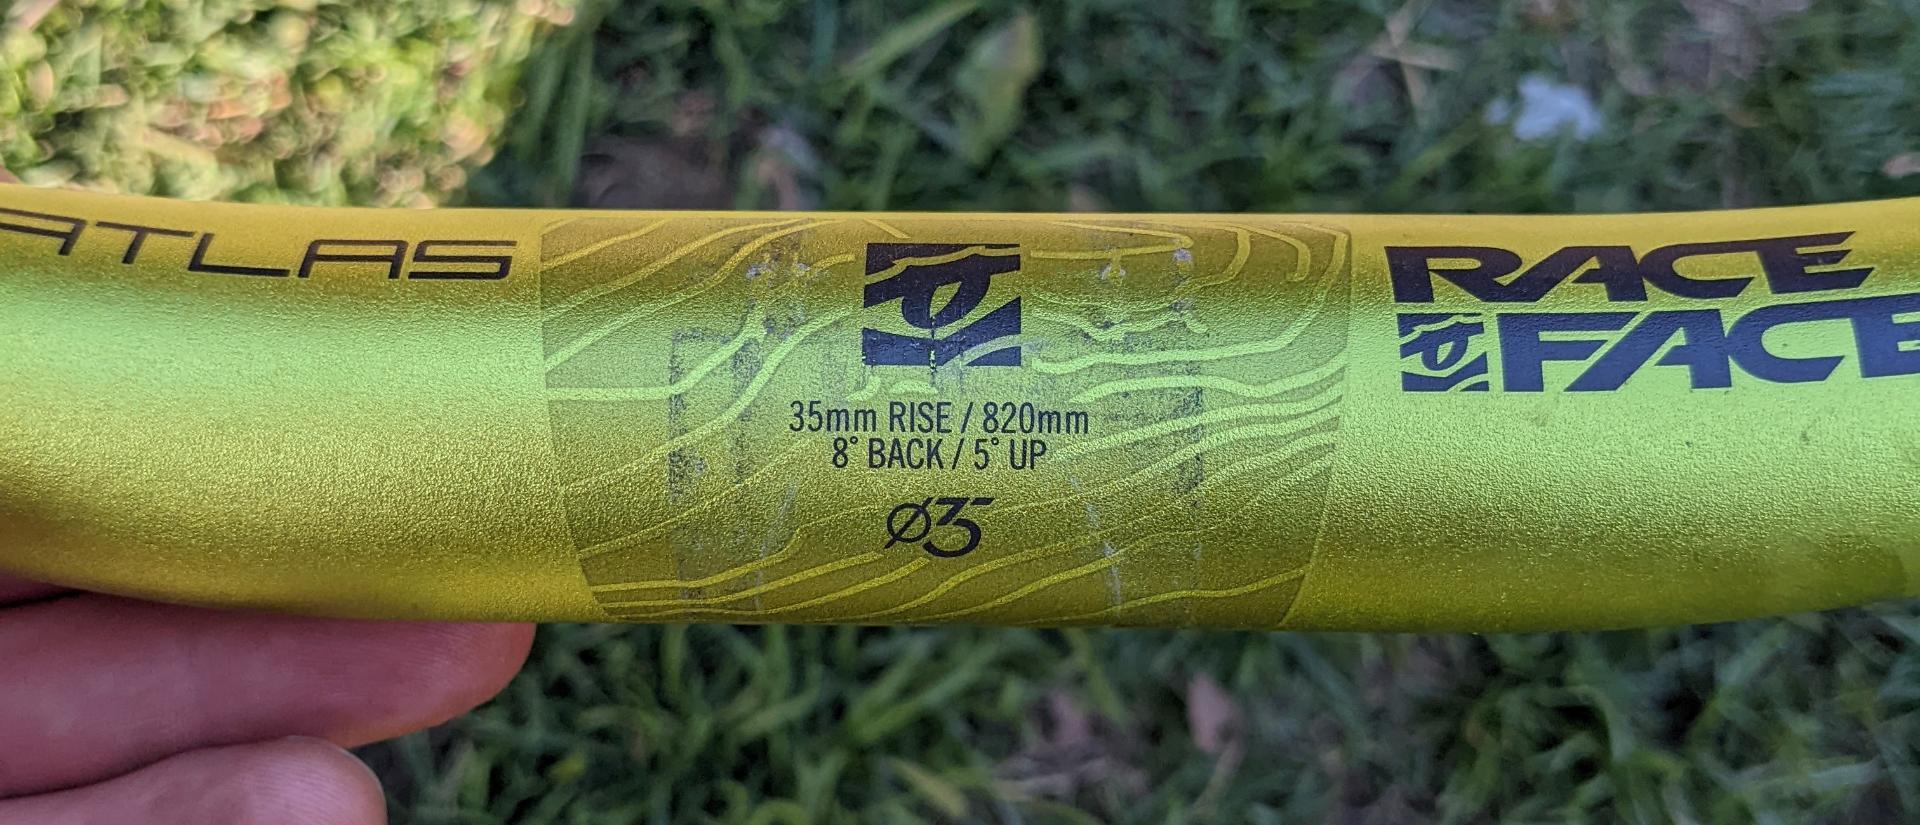 ATLAS
35mm RISE / 820mm
8° BACK / 5° UP
ø35
RACE
FACE